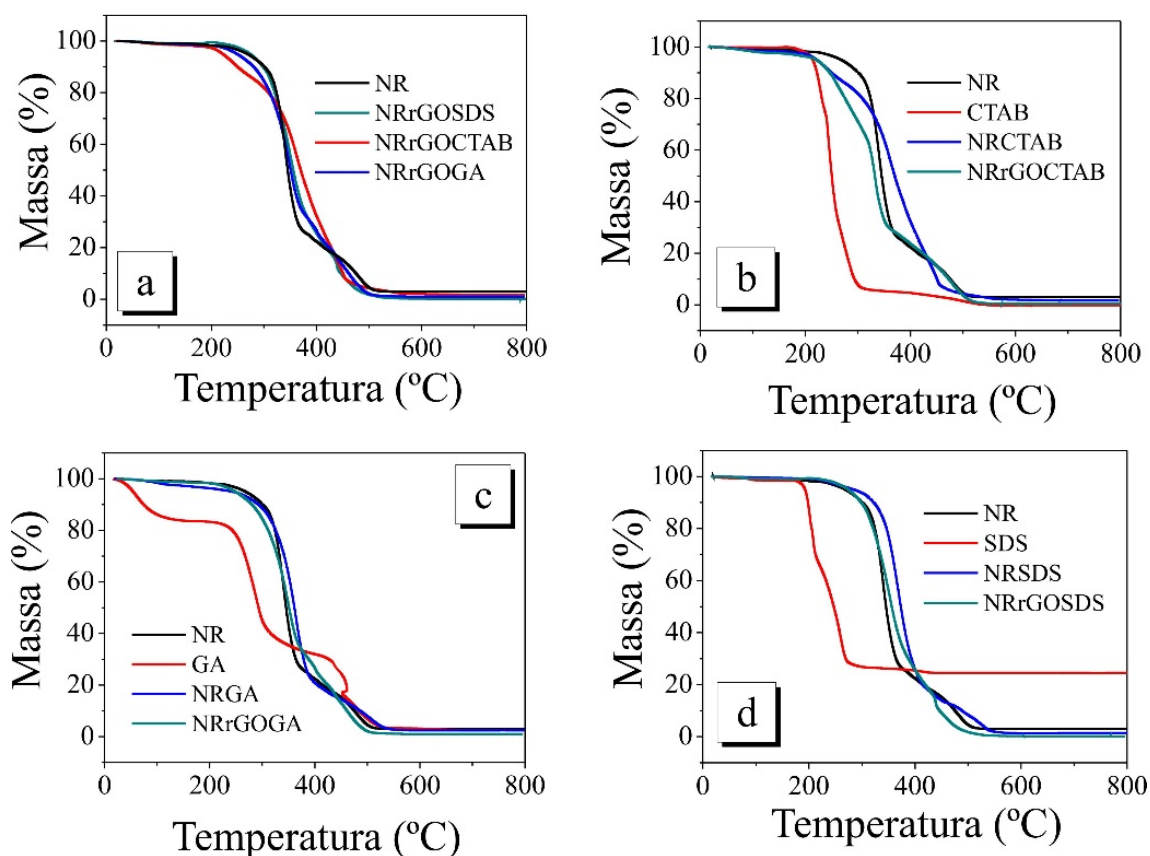 100
80
60
40
20
0
Massa (%)
NR
NRrGOSDS
NRrGOCTAB
NRrGOGA
a
0
200
400
600
800
Temperatura (ºC)
100
80
60
40
20
0
Massa (%)
NR
CTAB
NRCTAB
NRrGOCTAB
b
0
200
400
600
800
Temperatura (ºC)
100
80
60
40
20
0
Massa (%)
c
NR
GA
NRGA
NRrGOGA
0
200
400
600
800
Temperatura (ºC)
100
80
60
40
20
0
Massa (%)
NR
SDS
NRSDS
NRrGOSDS
d
0
200
400
600
800
Temperatura (ºC)